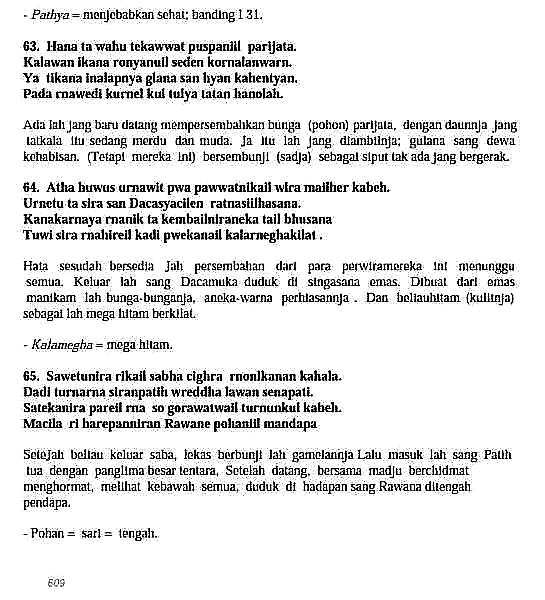 - Pathya = menjebabkan sehat; banding 1 31.
63. Hana ta wahu tekawwat puspaniil parijata.
Kalawan ikana ronyanuil seden kornalanwarn.
Ya tikana inalapnya glana san hyan kahentyan.
Pada rnawedi kurnel kui tulya tatan hanolah.
Ada lah jang baru datang mempersembahkan bunga (pohon) parijata, dengan daunnja jang
tatkala itu sedang merdu dan muda. Ja itu lah jang diambilnja; gulana sang dewa
kehabisan. (Tetapi mereka ini) bersembunji (sadja) sebagai siput tak ada jang bergerak.
64. Atha huwus urnawit pwa pawwatnikail wira mailher kabeh.
Urnetu ta sira san Dacasyacilen ratnasiilhasana.
Kanakarnaya rnanik ta kembailniraneka tail bhusana
Tuwi sira rnahireil kadi pwekanail kalarneghakilat .
Hata sesudah bersedia Jah persembahan dari para perwiramereka ini menunggu
semua. Keluar lah sang Dacamuka duduk di singasana emas. Dibuat dari emas
manikam lah bunga-bunganja, aneka-warna perhiasannja . Dan beliauhitam (kulitnja)
sebagai lah mega hitam berkilat.
- Kalamegha = mega hitam.
65. Sawetunira rikail sabha cighra rnonikanan kahala.
Dadi turnarna siranpatih wreddha lawan senapati.
Satekanira pareil rna so gorawatwail turnunkul kabeh.
Macila ri harepanniran Rawane pohaniil mandapa
Setejah beliau keluar saba, lekas berbunji lah gamelannja Lalu masuk lah sang Patih
tua dengan panglima besar tentara, Setelah datang, bersama madju berchidmat
menghormat, melihat kebawah semua, duduk di hadapan sang Rawana ditengah
pendapa.
- Pohan = sari = tengah.
609